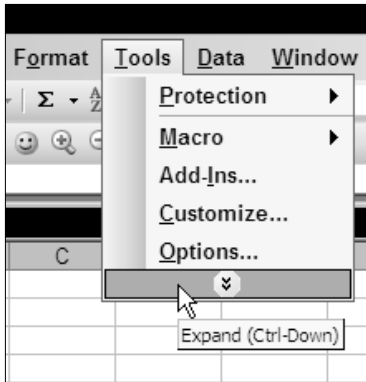 Format Tools Data Window
Σ A
Z
Protection
Macro
Add-Ins...
Customize...
Options...
C
Expand (Ctrl-Down)